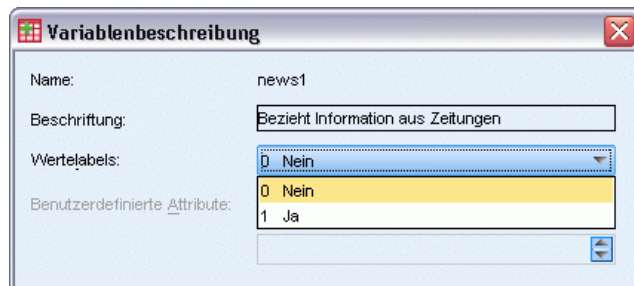 Variablenbeschreibung
Name: news1
Beschriftung: Bezieht Information aus Zeitungen
Wertelabels: 0 Nein
0 Nein
1 Ja
Benutzerdefinierte Attribute: